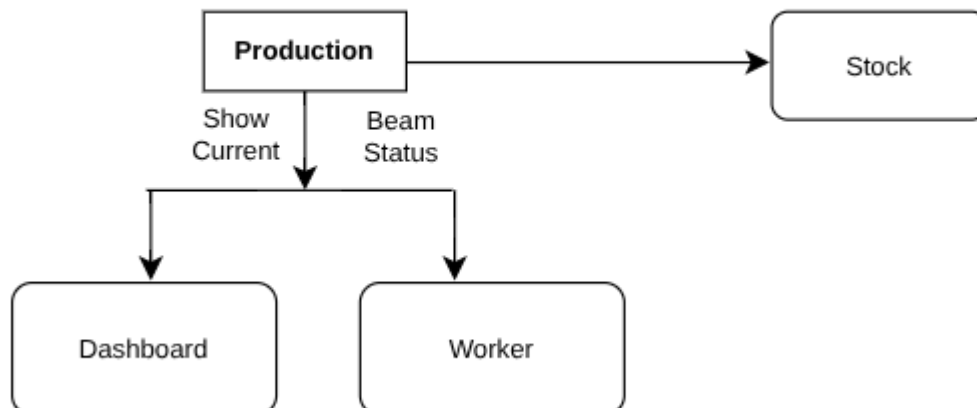 Production
Stock
Show
Current
Beam
Status
Dashboard
Worker